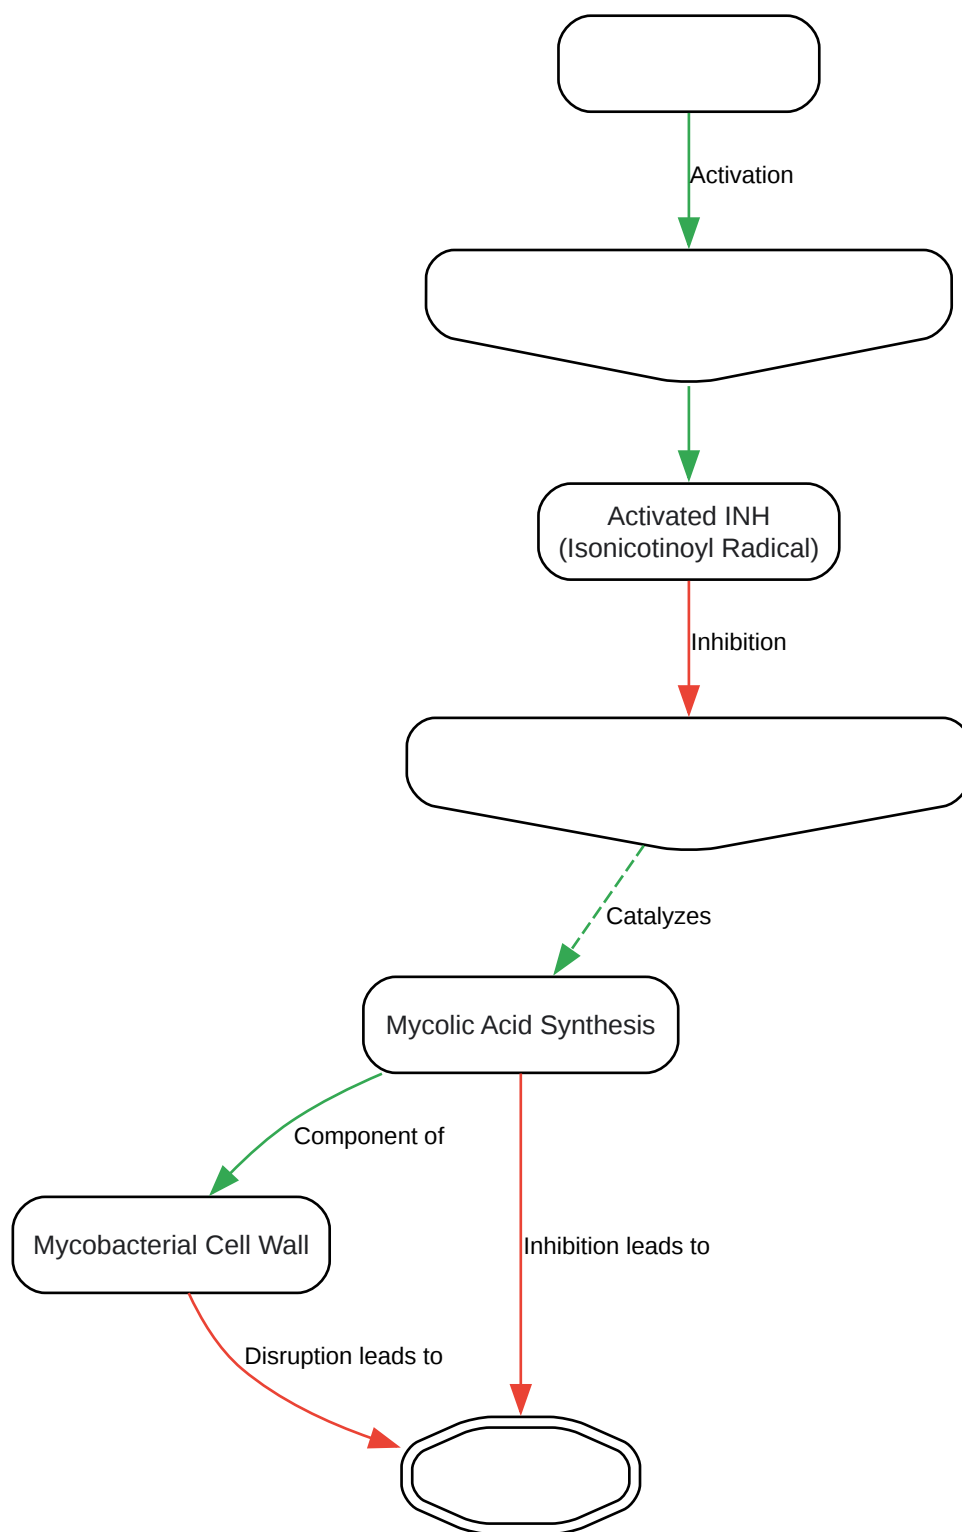 Activation
Activated INH
(Isonicotinoyl Radical)
Inhibition
Catalyzes
Mycolic Acid Synthesis
Component of
Mycobacterial Cell Wall
Inhibition leads to
Disruption leads to